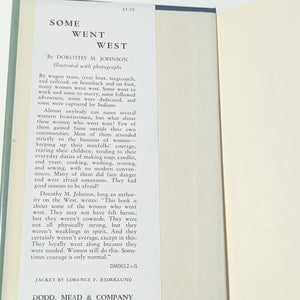 $3.50
SOME
WENT
WEST
By DOROTHY M. JOHNSON
Illustrated with photographs
By wagon train, river boat, stagecoach,
and railroad, on horseback and on foot,
many women went West. Some went to
work and some to marry, some followed
adventure, some were dedicated, and
some were captured by Indians.
Almost anybody can name several
western frontiersmen, but what about
these women who went west? Few of
them gained fame outside their own
communities. Most of them attended
strictly to the business of women—
keeping up their menfolks' courage;
rearing their children; tending to their
everyday duties of making soap, candles,
and yeast; cooking, washing, ironing,
and sewing, with no modern conven-
iences. Many of them did face danger
and were afraid sometimes. They had
good reasons to be afraid!
Dorothy M. Johnson, long an author-
ity on the West, writes: "This book is
about some of the women who went
west. They may not have felt heroic,
but they weren't cowards. They were
not all physically strong, but they
weren't weaklings in spirit. And they
certainly weren't average, except in this:
They loyally went along because they
were needed. Women still do this. Some-
times courage is only normal."
OM0012+G
JACKET BY LORENCE F. BJORKLUND
DODD, MEAD & COMPANY